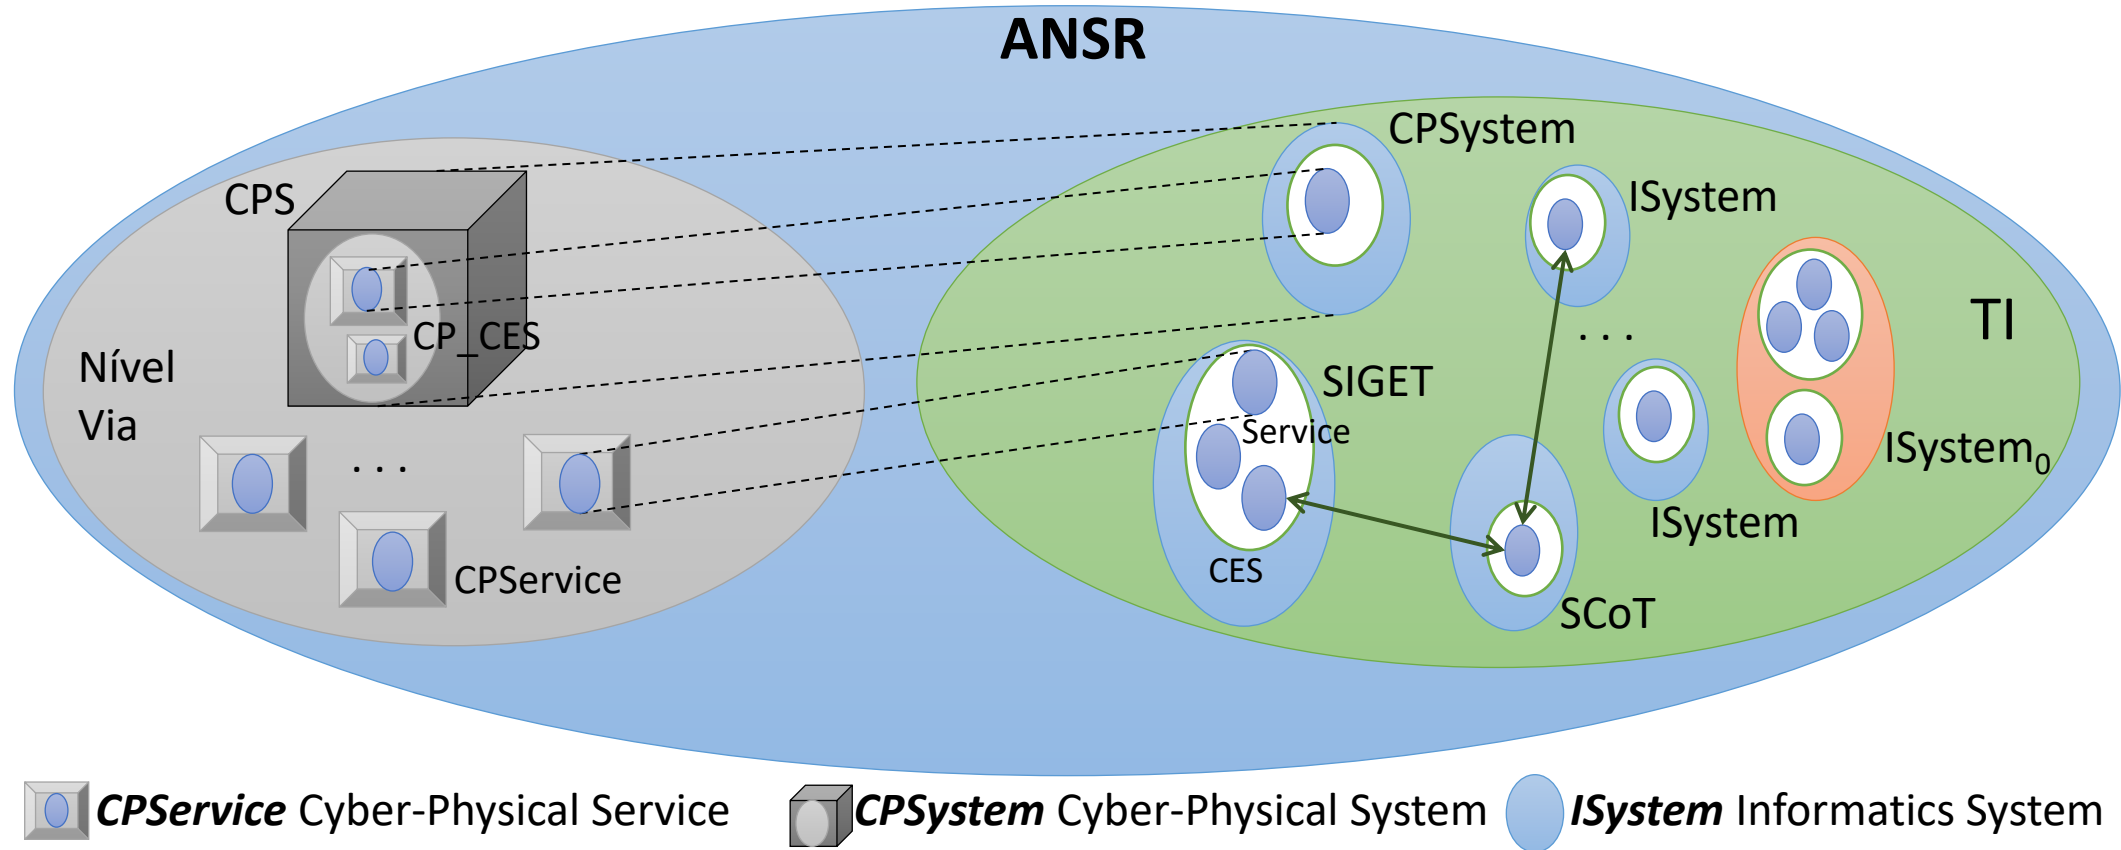 ANSR
CPSystem
CPS
ISystem
CP_CES
TI
Nível
Via
. . .
SIGET
Service
ISystem₀
. . .
ISystem
CES
CPService
SCoT
CPService Cyber-Physical Service
CPSystem Cyber-Physical System
ISystem Informatics System